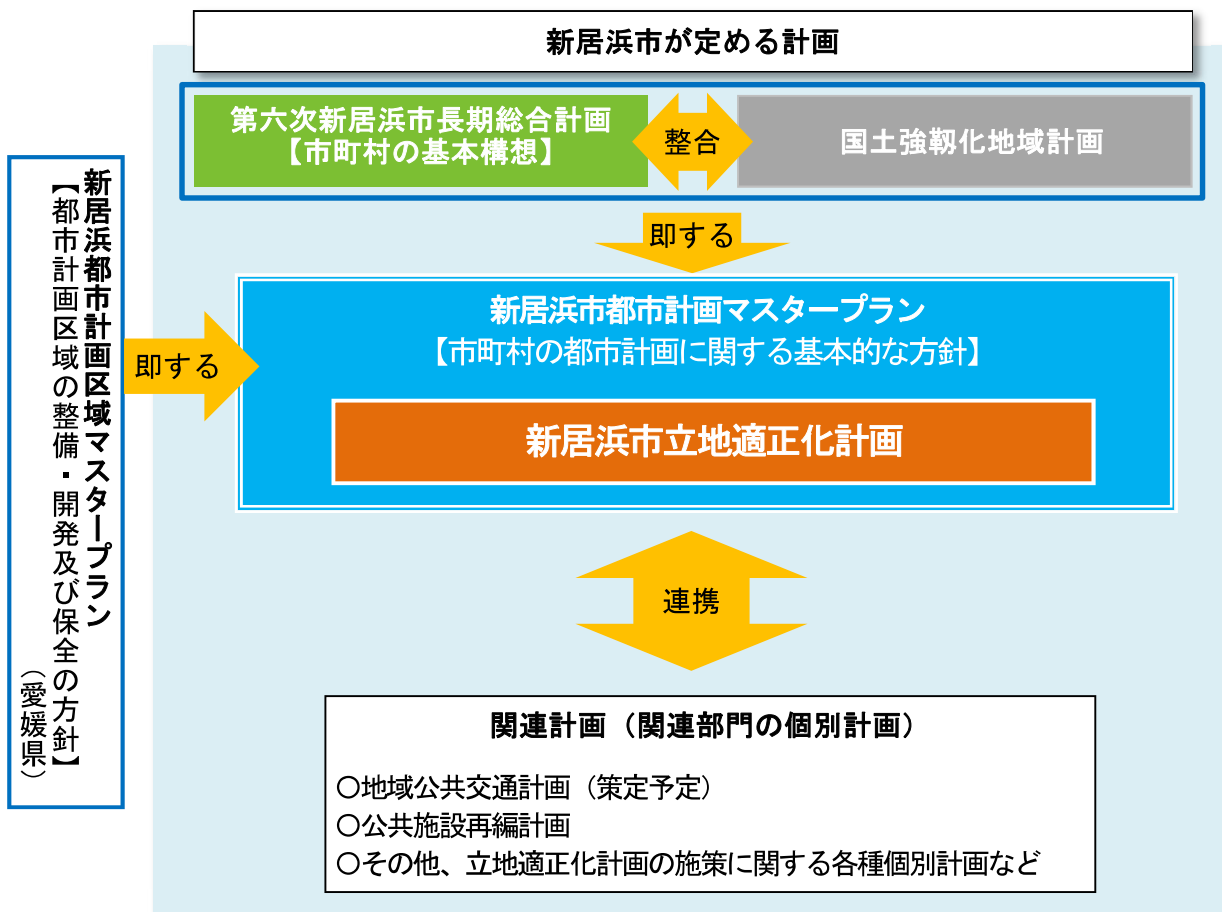 新居浜市が定める計画
第六次新居浜市長期総合計画
【市町村の基本構想】
整合
国土強靱化地域計画
即する
新居浜都市計画区域マスタープラン
【都市計画区域の整備・開発及び保全の方針】
（愛媛県）
即する
新居浜市都市計画マスタープラン
【市町村の都市計画に関する基本的な方針】
新居浜市立地適正化計画
連携
関連計画（関連部門の個別計画）
○地域公共交通計画（策定予定）
○公共施設再編計画
○その他、立地適正化計画の施策に関する各種個別計画など